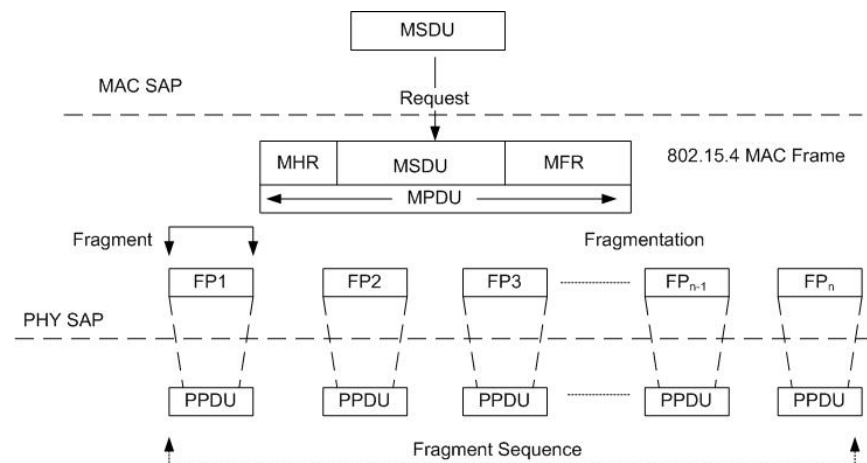 MSDU
MAC SAP
Request
MHR
MSDU
MFR
802.15.4 MAC Frame
MPDU
Fragment
Fragmentation
FP1
FP2
FP3
FPn-1
FPn
PHY SAP
PPDU
PPDU
PPDU
PPDU
PPDU
Fragment Sequence